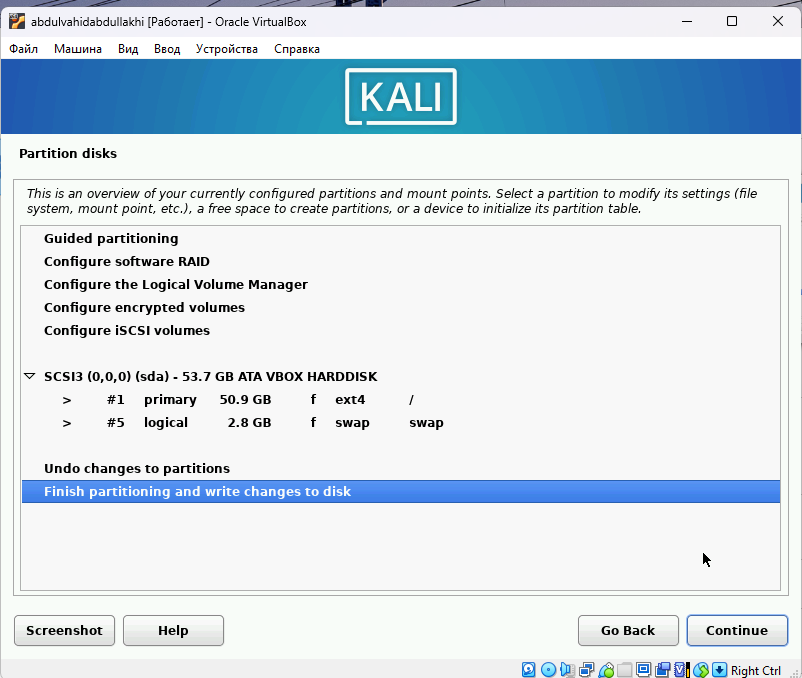 abdulvahidabdullakhi [Работает] - Oracle VirtualBox
Файл Машина Вид Ввод Устройства Справка
KALI
Partition disks
This is an overview of your currently configured partitions and mount points. Select a partition to modify its settings (file
system, mount point, etc.), a free space to create partitions, or a device to initialize its partition table.
Guided partitioning
Configure software RAID
Configure the Logical Volume Manager
Configure encrypted volumes
Configure iSCSI volumes
SCSI3 (0,0,0) (sda) - 53.7 GB ATA VBOX HARDDISK
> #1 primary 50.9 GB f ext4 /
> #5 logical 2.8 GB f swap swap
Undo changes to partitions
Finish partitioning and write changes to disk
Screenshot Help Go Back Continue
Right Ctrl